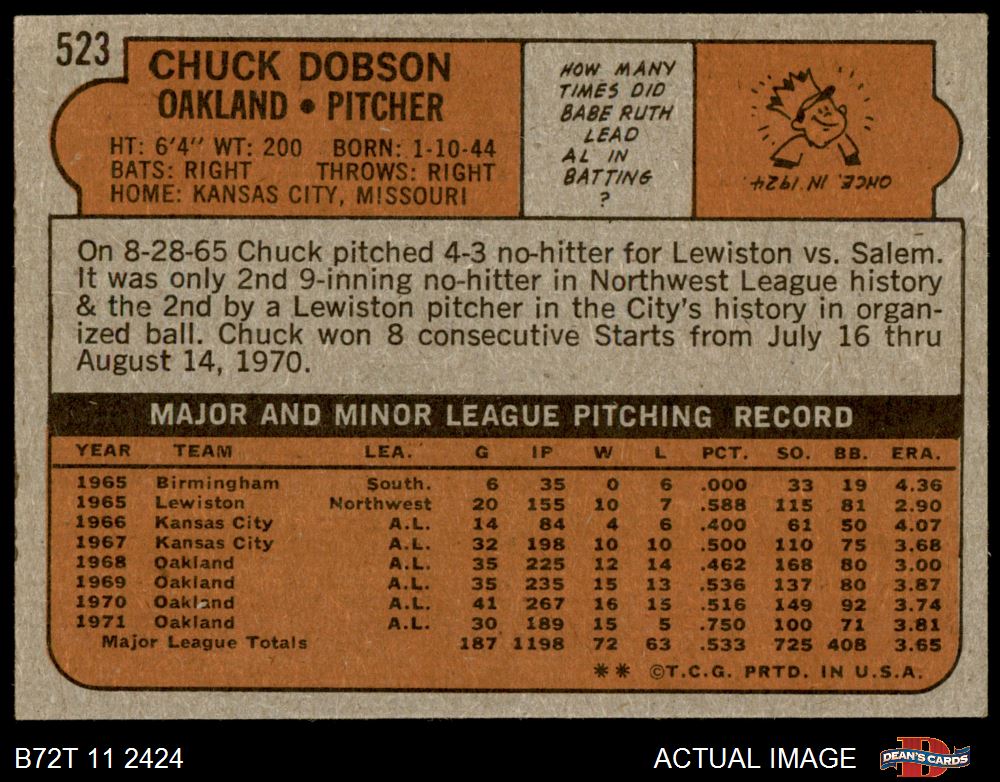 523
CHUCK DOBSON
OAKLAND • PITCHER
HT: 6'4" WT: 200 BORN: 1-10-44
BATS: RIGHT THROWS: RIGHT
HOME: KANSAS CITY, MISSOURI
HOW MANY
TIMES DID
BABE RUTH
LEAD
AL IN
BATTING
?
ONCE, IN 1924.
On 8-28-65 Chuck pitched 4-3 no-hitter for Lewiston vs. Salem.
It was only 2nd 9-inning no-hitter in Northwest League history
& the 2nd by a Lewiston pitcher in the City's history in organ-
ized ball. Chuck won 8 consecutive Starts from July 16 thru
August 14, 1970.
MAJOR AND MINOR LEAGUE PITCHING RECORD
YEAR TEAM LEA. G IP W L PCT. SO. BB. ERA.
1965 Birmingham South. 6 35 0 6 .000 33 19 4.36
1965 Lewiston Northwest 20 155 10 7 .588 115 81 2.90
1966 Kansas City A.L. 14 84 4 6 .400 61 50 4.07
1967 Kansas City A.L. 32 198 10 10 .500 110 75 3.68
1968 Oakland A.L. 35 225 12 14 .462 168 80 3.00
1969 Oakland A.L. 35 235 15 13 .536 137 80 3.87
1970 Oakland A.L. 41 267 16 15 .516 149 92 3.74
1971 Oakland A.L. 30 189 15 5 .750 100 71 3.81
Major League Totals 187 1198 72 63 .533 725 408 3.65
** ©T.C.G. PRTD. IN U.S.A.
B72T 11 2424
ACTUAL IMAGE
DEAN'S CARDS